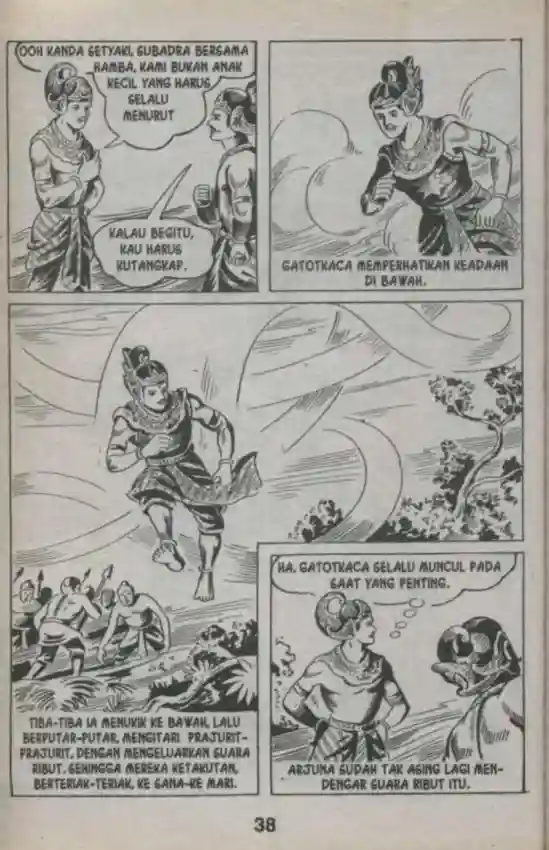 OOH KANDA SETYAKI, SUBADRA BERSAMA
HAMBA, KAMI BUKAN ANAK
KECIL YANG HARUS
SELALU
MENURUT
KALAU BEGITU,
KAU HARUS
KUTANGKAP.
GATOTKACA MEMPERHATIKAN KEADAAN
DI BAWAH.
TIBA-TIBA IA MENUKIK KE BAWAH, LALU
BERPUTAR-PUTAR, MENGITARI PRAJURIT-
PRAJURIT, DENGAN MENGELUARKAN SUARA
RIBUT. SEHINGGA MEREKA KETAKUTAN,
BERTERIAK-TERIAK, KE SANA-KE MARI.
HA, GATOTKACA SELALU MUNCUL PADA
SAAT YANG PENTING.
ARJUNA SUDAH TAK ASING LAGI MEN-
DENGAR SUARA RIBUT ITU.
38